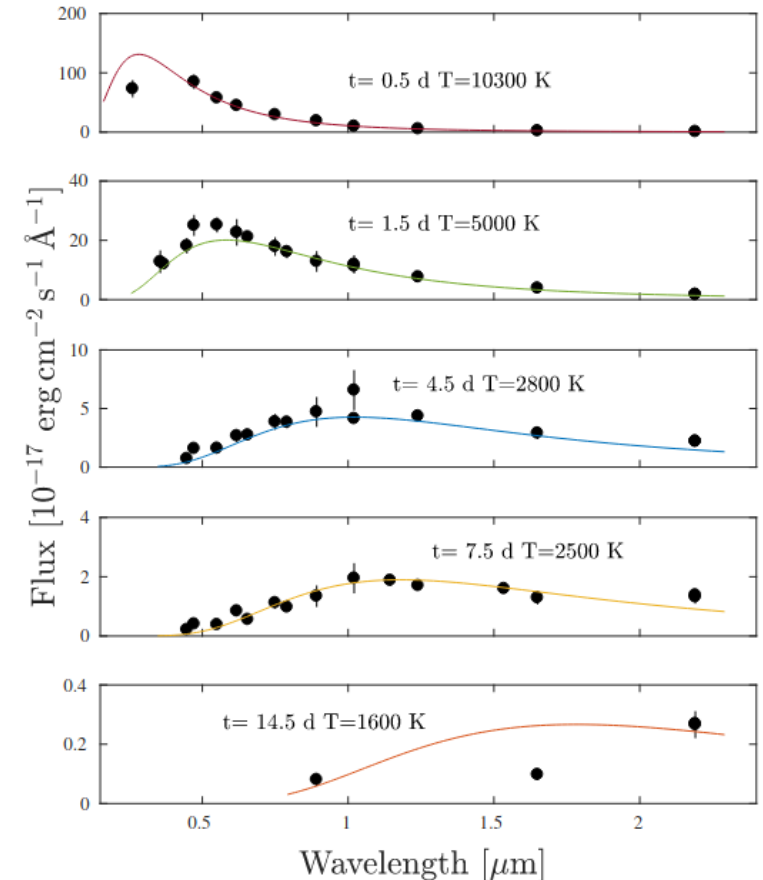 200
100
0
t= 0.5 d T=10300 K
40
20
0
t= 1.5 d T=5000 K
10
5
0
t= 4.5 d T=2800 K
4
2
0
t= 7.5 d T=2500 K
0.4
0.2
0
t= 14.5 d T=1600 K
0.5
1
1.5
2
Wavelength [μm]
Flux [10⁻¹⁷ erg cm⁻² s⁻¹ Å⁻¹]